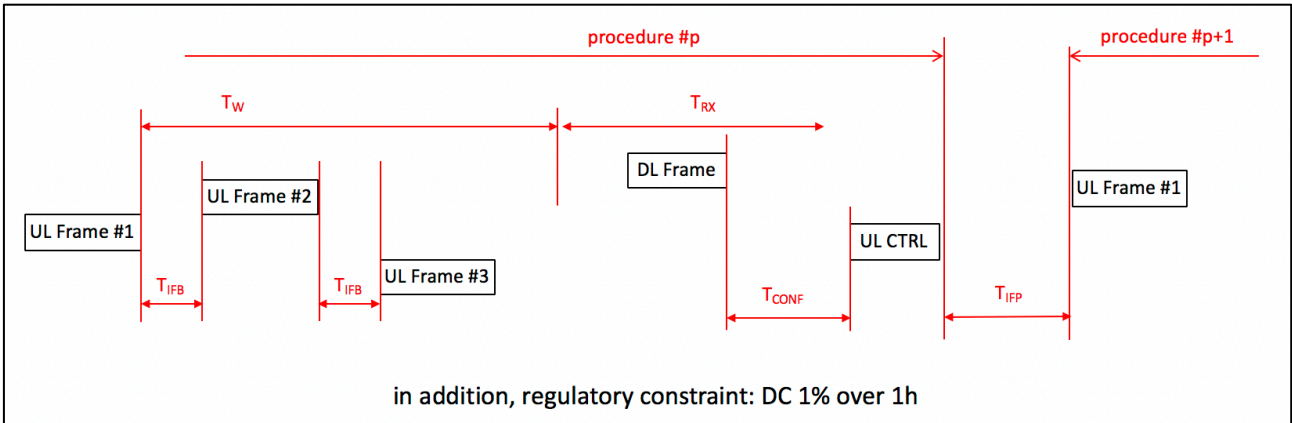 procedure #p
procedure #p+1
TW
TRX
DL Frame
UL Frame #2
UL Frame #1
UL Frame #1
UL CTRL
UL Frame #3
TIFB
TIFB
TCONF
TIFP
in addition, regulatory constraint: DC 1% over 1h